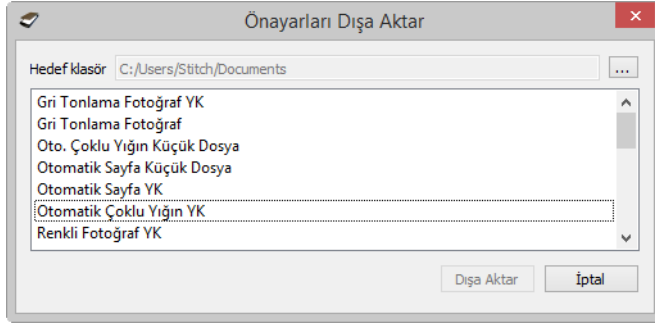 Önayarları Dışa Aktar
Hedef klasör C:/Users/Stitch/Documents ...
Gri Tonlama Fotoğraf YK
Gri Tonlama Fotoğraf
Oto. Çoklu Yığın Küçük Dosya
Otomatik Sayfa Küçük Dosya
Otomatik Sayfa YK
Otomatik Çoklu Yığın YK
Renkli Fotoğraf YK
Dışa Aktar İptal